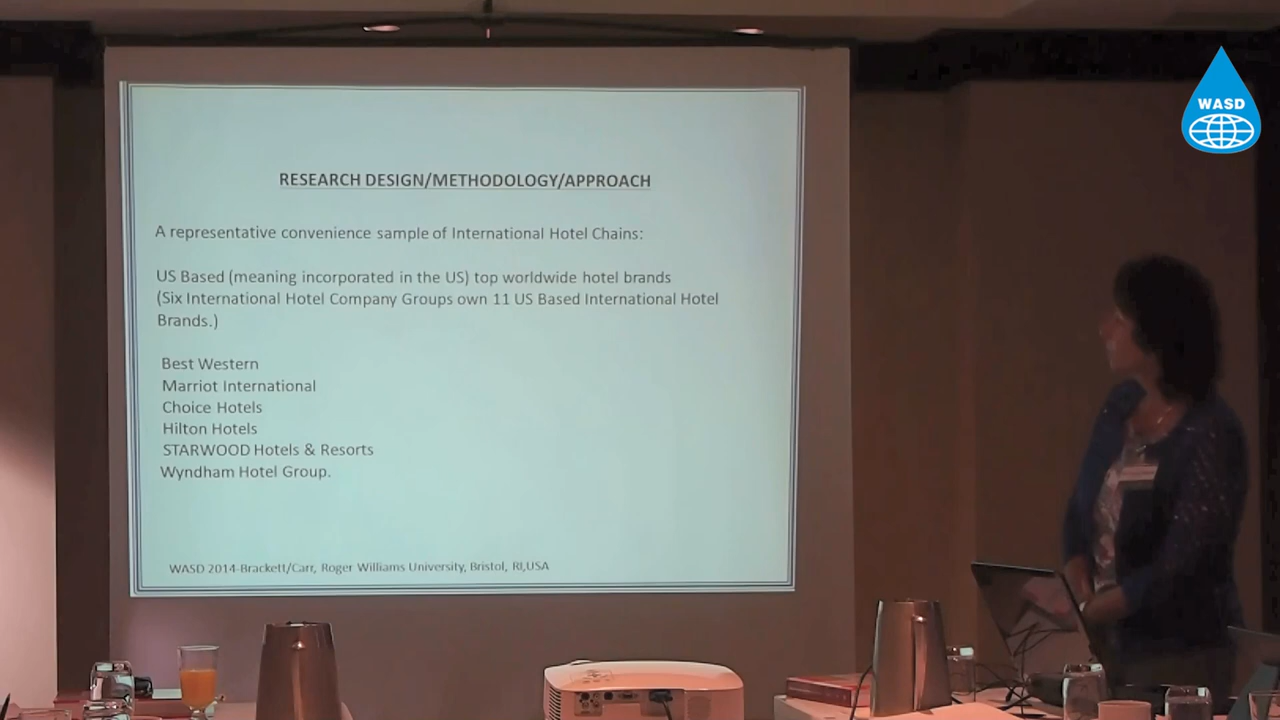 WASD
RESEARCH DESIGN/METHODOLOGY/APPROACH
A representative convenience sample of International Hotel Chains:
US Based (meaning incorporated in the US) top worldwide hotel brands
(Six International Hotel Company Groups own 11 US Based International Hotel
Brands.)
Best Western
Marriot International
Choice Hotels
Hilton Hotels
STARWOOD Hotels & Resorts
Wyndham Hotel Group.
WASD 2014-Brackett/Carr, Roger Williams University, Bristol, RI,USA